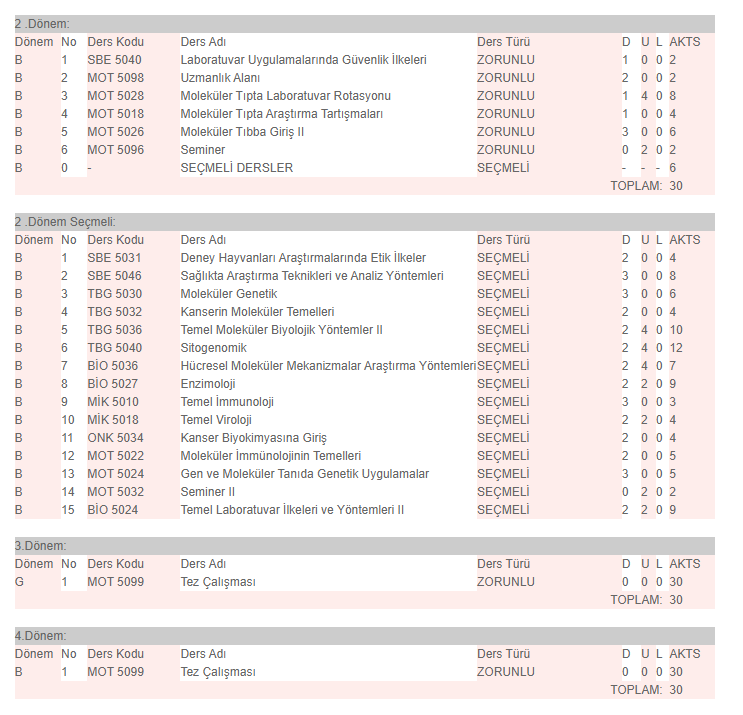 2 .Dönem:
Dönem No Ders Kodu Ders Adı Ders Türü D U L AKTS
B 1 SBE 5040 Laboratuvar Uygulamalarında Güvenlik İlkeleri ZORUNLU 1 0 0 2
B 2 MOT 5098 Uzmanlık Alanı ZORUNLU 2 0 0 2
B 3 MOT 5028 Moleküler Tıpta Laboratuvar Rotasyonu ZORUNLU 1 4 0 8
B 4 MOT 5018 Moleküler Tıpta Araştırma Tartışmaları ZORUNLU 1 0 0 4
B 5 MOT 5026 Moleküler Tıbba Giriş II ZORUNLU 3 0 0 6
B 6 MOT 5096 Seminer ZORUNLU 0 2 0 2
B 0 - SEÇMELİ DERSLER SEÇMELİ - - - 6
TOPLAM: 30
2 .Dönem Seçmeli:
Dönem No Ders Kodu Ders Adı Ders Türü D U L AKTS
B 1 SBE 5031 Deney Hayvanları Araştırmalarında Etik İlkeler SEÇMELİ 2 0 0 4
B 2 SBE 5046 Sağlıkta Araştırma Teknikleri ve Analiz Yöntemleri SEÇMELİ 3 0 0 8
B 3 TBG 5030 Moleküler Genetik SEÇMELİ 3 0 0 6
B 4 TBG 5032 Kanserin Moleküler Temelleri SEÇMELİ 2 0 0 4
B 5 TBG 5036 Temel Moleküler Biyolojik Yöntemler II SEÇMELİ 2 4 0 10
B 6 TBG 5040 Sitogenomik SEÇMELİ 2 4 0 12
B 7 BİO 5036 Hücresel Moleküler Mekanizmalar Araştırma Yöntemleri SEÇMELİ 2 4 0 7
B 8 BİO 5027 Enzimoloji SEÇMELİ 2 2 0 9
B 9 MİK 5010 Temel İmmunoloji SEÇMELİ 3 0 0 3
B 10 MİK 5018 Temel Viroloji SEÇMELİ 2 2 0 4
B 11 ONK 5034 Kanser Biyokimyasına Giriş SEÇMELİ 2 0 0 4
B 12 MOT 5022 Moleküler İmmünolojinin Temelleri SEÇMELİ 2 0 0 5
B 13 MOT 5024 Gen ve Moleküler Tanıda Genetik Uygulamalar SEÇMELİ 3 0 0 5
B 14 MOT 5032 Seminer II SEÇMELİ 0 2 0 2
B 15 BİO 5024 Temel Laboratuvar İlkeleri ve Yöntemleri II SEÇMELİ 2 2 0 9
3.Dönem:
Dönem No Ders Kodu Ders Adı Ders Türü D U L AKTS
G 1 MOT 5099 Tez Çalışması ZORUNLU 0 0 0 30
TOPLAM: 30
4.Dönem:
Dönem No Ders Kodu Ders Adı Ders Türü D U L AKTS
B 1 MOT 5099 Tez Çalışması ZORUNLU 0 0 0 30
TOPLAM: 30